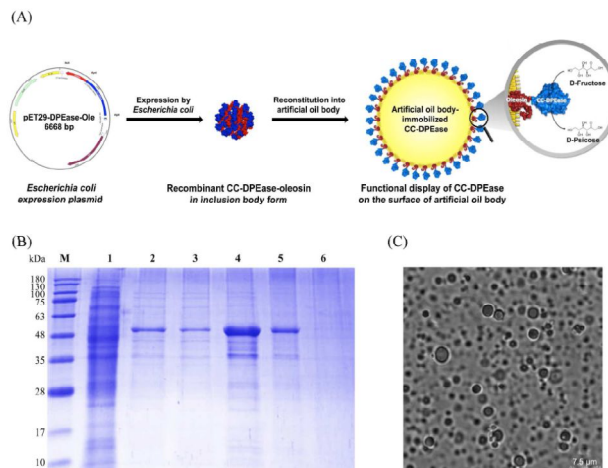 (A)
pET29-DPEase-Ole
6668 bp
Escherichia coli
expression plasmid
Expression by
Escherichia coli
Recombinant CC-DPEase-oleosin
in inclusion body form
Reconstitution into
artificial oil body
Artificial oil body-
immobilized
CC-DPEase
Functional display of CC-DPEase
on the surface of artificial oil body
Oleosin
CC-DPEase
D-Fructose
D-Psicose
(B)
kDa M 1 2 3 4 5 6
180
130
100
75
63
48
35
28
17
10
(C)
7.5 μm